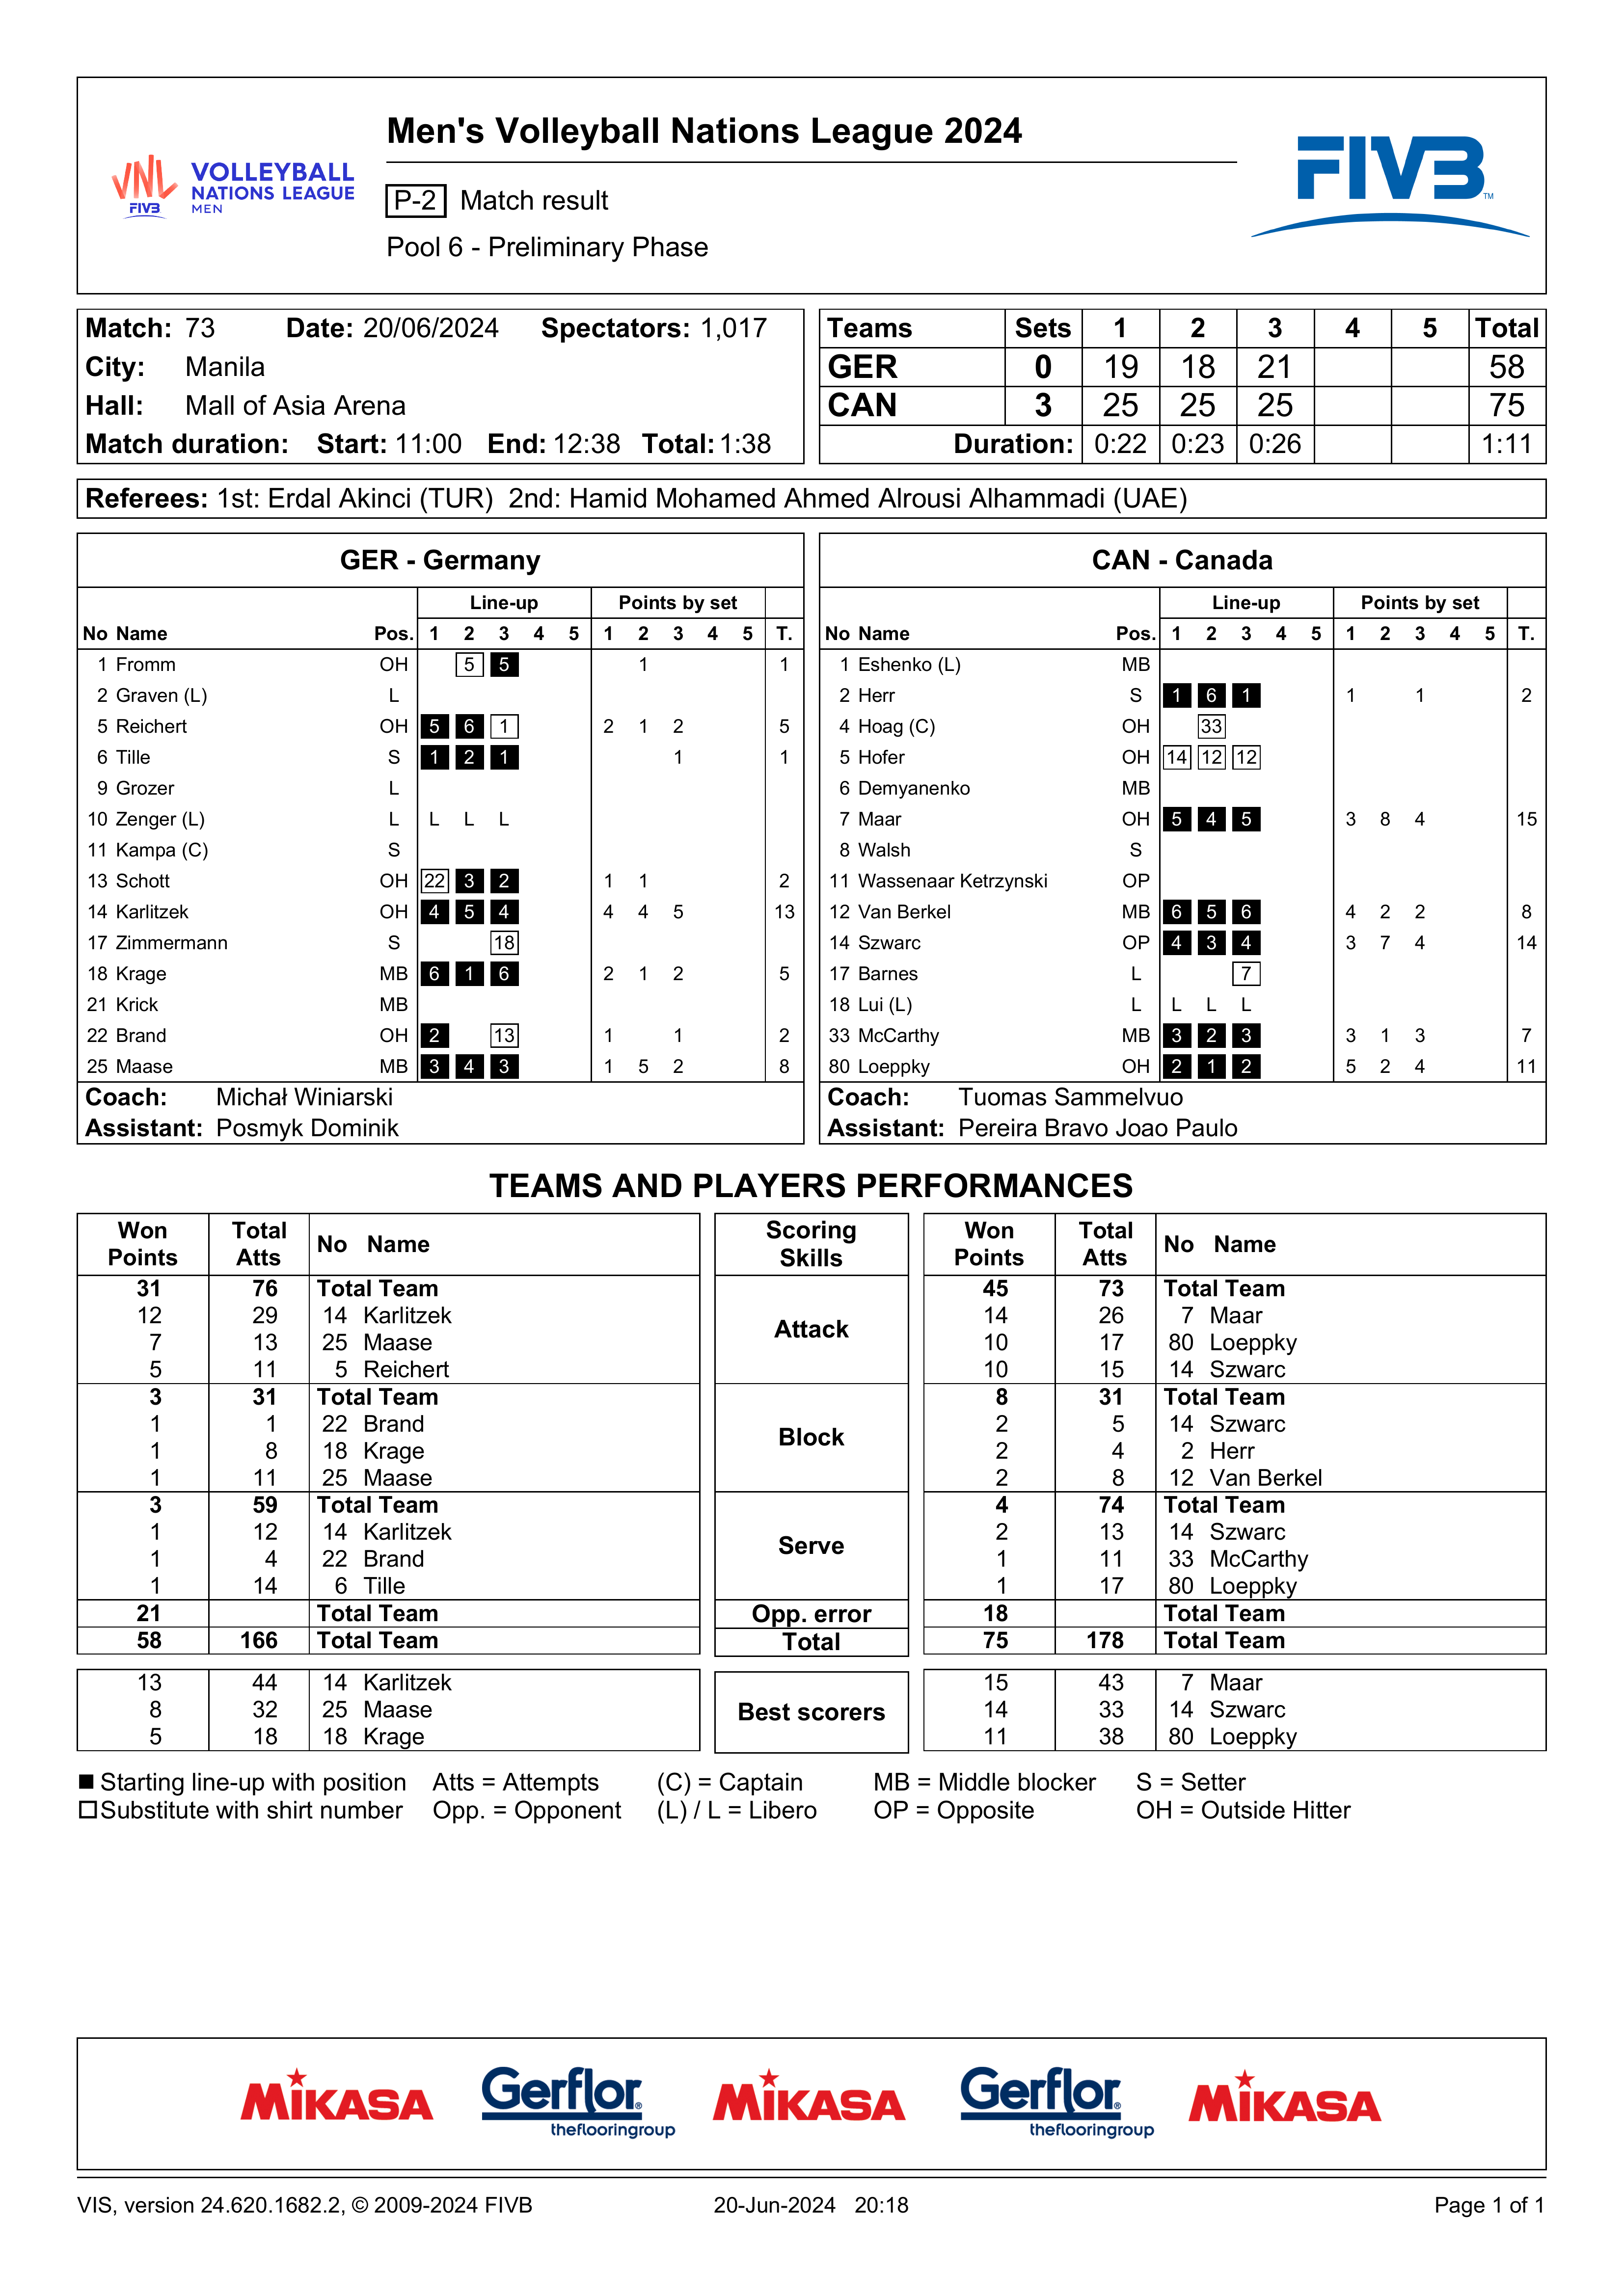 Men's Volleyball Nations League 2024
VNL FIVB VOLLEYBALL NATIONS LEAGUE MEN
P-2 Match result
Pool 6 - Preliminary Phase
FIVB TM
Match: 73 Date: 20/06/2024 Spectators: 1,017
City: Manila
Hall: Mall of Asia Arena
Match duration: Start: 11:00 End: 12:38 Total: 1:38
Teams Sets 1 2 3 4 5 Total
GER 0 19 18 21 58
CAN 3 25 25 25 75
Duration: 0:22 0:23 0:26 1:11
Referees: 1st: Erdal Akinci (TUR) 2nd: Hamid Mohamed Ahmed Alrousi Alhammadi (UAE)
GER - Germany
Line-up Points by set
No Name Pos. 1 2 3 4 5 1 2 3 4 5 T.
1 Fromm OH 5 5 1 1
2 Graven (L) L
5 Reichert OH 5 6 1 2 1 2 5
6 Tille S 1 2 1 1 1
9 Grozer L
10 Zenger (L) L L L L
11 Kampa (C) S
13 Schott OH 22 3 2 1 1 2
14 Karlitzek OH 4 5 4 4 4 5 13
17 Zimmermann S 18
18 Krage MB 6 1 6 2 1 2 5
21 Krick MB
22 Brand OH 2 13 1 1 2
25 Maase MB 3 4 3 1 5 2 8
Coach: Michał Winiarski
Assistant: Posmyk Dominik
CAN - Canada
Line-up Points by set
No Name Pos. 1 2 3 4 5 1 2 3 4 5 T.
1 Eshenko (L) MB
2 Herr S 1 6 1 1 1 2
4 Hoag (C) OH 33
5 Hofer OH 14 12 12
6 Demyanenko MB
7 Maar OH 5 4 5 3 8 4 15
8 Walsh S
11 Wassenaar Ketrzynski OP
12 Van Berkel MB 6 5 6 4 2 2 8
14 Szwarc OP 4 3 4 3 7 4 14
17 Barnes L 7
18 Lui (L) L L L L
33 McCarthy MB 3 2 3 3 1 3 7
80 Loeppky OH 2 1 2 5 2 4 11
Coach: Tuomas Sammelvuo
Assistant: Pereira Bravo Joao Paulo
TEAMS AND PLAYERS PERFORMANCES
Won Points Total Atts No Name Scoring Skills Won Points Total Atts No Name
31 76 Total Team Attack 45 73 Total Team
12 29 14 Karlitzek 14 26 7 Maar
7 13 25 Maase 10 17 80 Loeppky
5 11 5 Reichert 10 15 14 Szwarc
3 31 Total Team Block 8 31 Total Team
1 1 22 Brand 2 5 14 Szwarc
1 8 18 Krage 2 4 2 Herr
1 11 25 Maase 2 8 12 Van Berkel
3 59 Total Team Serve 4 74 Total Team
1 12 14 Karlitzek 2 13 14 Szwarc
1 4 22 Brand 1 11 33 McCarthy
1 14 6 Tille 1 17 80 Loeppky
21 Total Team Opp. error 18 Total Team
58 166 Total Team Total 75 178 Total Team
13 44 14 Karlitzek Best scorers 15 43 7 Maar
8 32 25 Maase 14 33 14 Szwarc
5 18 18 Krage 11 38 80 Loeppky
Starting line-up with position Atts = Attempts (C) = Captain MB = Middle blocker S = Setter
Substitute with shirt number Opp. = Opponent (L) / L = Libero OP = Opposite OH = Outside Hitter
MIKASA Gerflor® theflooringgroup MIKASA Gerflor® theflooringgroup MIKASA
VIS, version 24.620.1682.2, © 2009-2024 FIVB 20-Jun-2024 20:18 Page 1 of 1